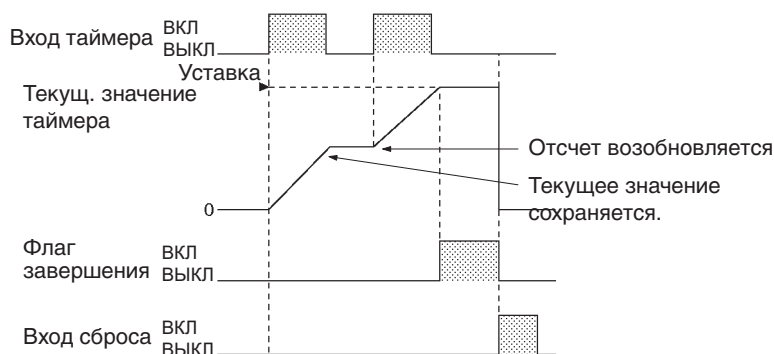 Вход таймера
ВКЛ
ВЫКЛ
Уставка
Текущ. значение
таймера
Отсчет возобновляется
Текущее значение
сохраняется.
0
Флаг
завершения
ВКЛ
ВЫКЛ
Вход сброса
ВКЛ
ВЫКЛ